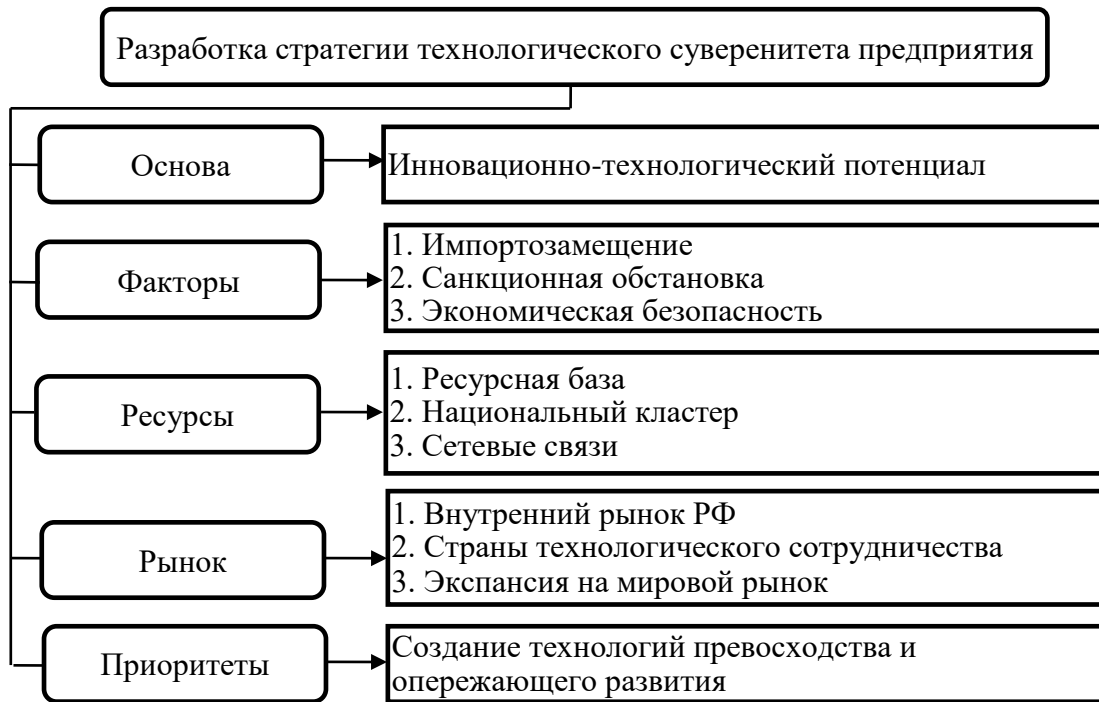 Разработка стратегии технологического суверенитета предприятия
Основа
Инновационно-технологический потенциал
Факторы
1. Импортозамещение
2. Санкционная обстановка
3. Экономическая безопасность
Ресурсы
1. Ресурсная база
2. Национальный кластер
3. Сетевые связи
Рынок
1. Внутренний рынок РФ
2. Страны технологического сотрудничества
3. Экспансия на мировой рынок
Приоритеты
Создание технологий превосходства и
опережающего развития